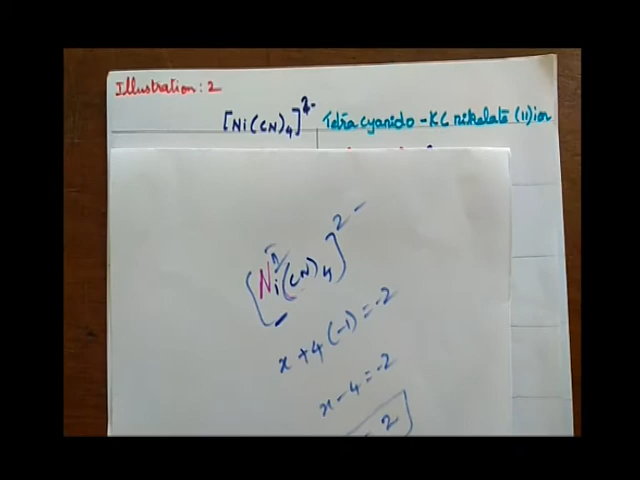 Illustration: 2
[Ni(CN)4]2- Tetra cyanido - KC nikelate (II) ion
[Ni(CN)4]2-
x + 4(-1) = -2
x - 4 = -2
2